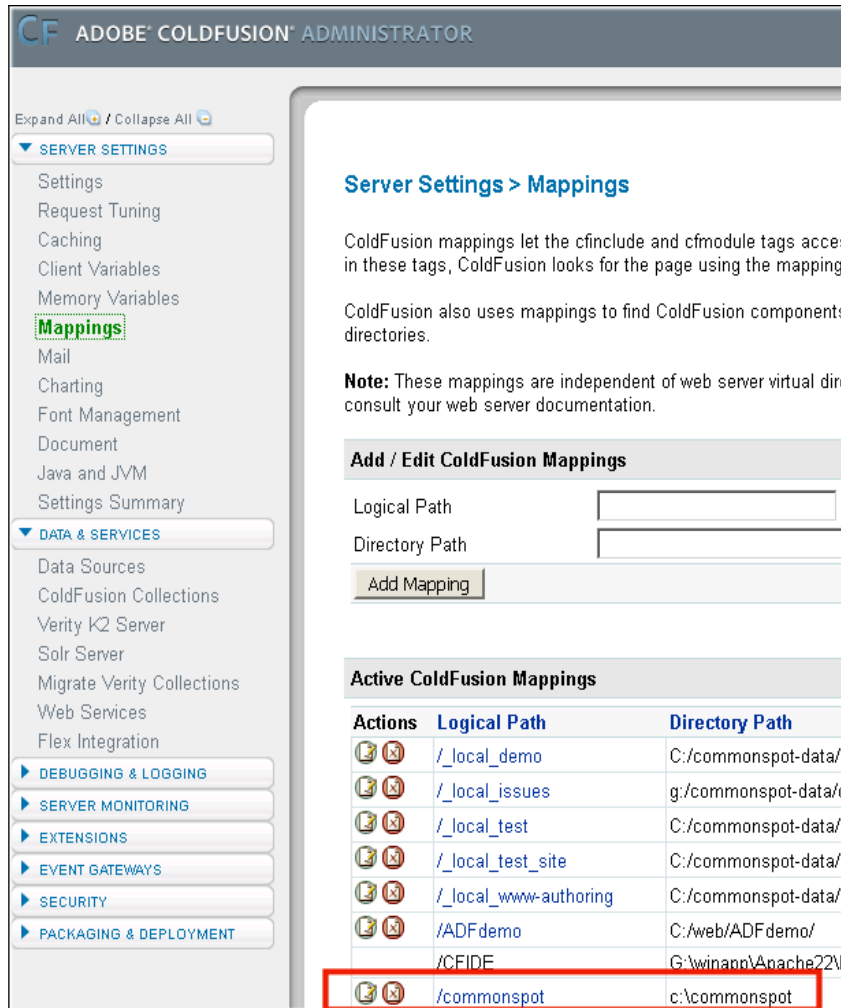 CF ADOBE® COLDFUSION® ADMINISTRATOR
Expand All / Collapse All
SERVER SETTINGS
Settings
Request Tuning
Caching
Client Variables
Memory Variables
Mappings
Mail
Charting
Font Management
Document
Java and JVM
Settings Summary
DATA & SERVICES
Data Sources
ColdFusion Collections
Verity K2 Server
Solr Server
Migrate Verity Collections
Web Services
Flex Integration
DEBUGGING & LOGGING
SERVER MONITORING
EXTENSIONS
EVENT GATEWAYS
SECURITY
PACKAGING & DEPLOYMENT
Server Settings > Mappings
ColdFusion mappings let the cfinclude and cfmodule tags acce
in these tags, ColdFusion looks for the page using the mapping
ColdFusion also uses mappings to find ColdFusion components
directories.
Note: These mappings are independent of web server virtual dir
consult your web server documentation.
Add / Edit ColdFusion Mappings
Logical Path
Directory Path
Add Mapping
Active ColdFusion Mappings
Actions Logical Path Directory Path
/_local_demo C:/commonspot-data/
/_local_issues g:/commonspot-data/
/_local_test C:/commonspot-data/
/_local_test_site C:/commonspot-data/
/_local_www-authoring C:/commonspot-data/
/ADFdemo C:/web/ADFdemo/
/CFIDE G:\winapp\Apache22\
/commonspot c:\commonspot